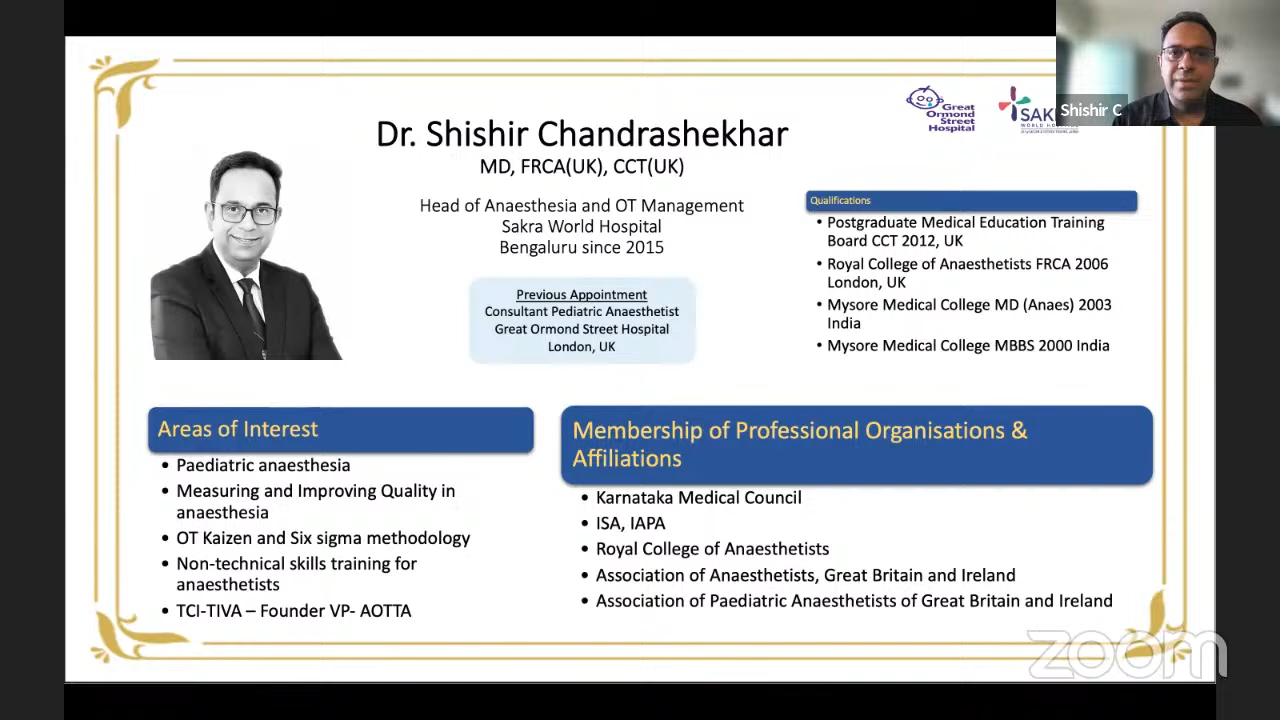 Dr. Shishir Chandrashekhar
MD, FRCA(UK), CCT(UK)
Head of Anaesthesia and OT Management
Sakra World Hospital
Bengaluru since 2015
Previous Appointment
Consultant Pediatric Anaesthetist
Great Ormond Street Hospital
London, UK
Great
Ormond
Street
Hospital
SAK
Shishir C
Qualifications
• Postgraduate Medical Education Training
Board CCT 2012, UK
• Royal College of Anaesthetists FRCA 2006
London, UK
• Mysore Medical College MD (Anaes) 2003
India
• Mysore Medical College MBBS 2000 India
Areas of Interest
• Paediatric anaesthesia
• Measuring and Improving Quality in
anaesthesia
• OT Kaizen and Six sigma methodology
• Non-technical skills training for
anaesthetists
• TCI-TIVA – Founder VP- AOTTA
Membership of Professional Organisations &
Affiliations
• Karnataka Medical Council
• ISA, IAPA
• Royal College of Anaesthetists
• Association of Anaesthetists, Great Britain and Ireland
• Association of Paediatric Anaesthetists of Great Britain and Ireland
zoom